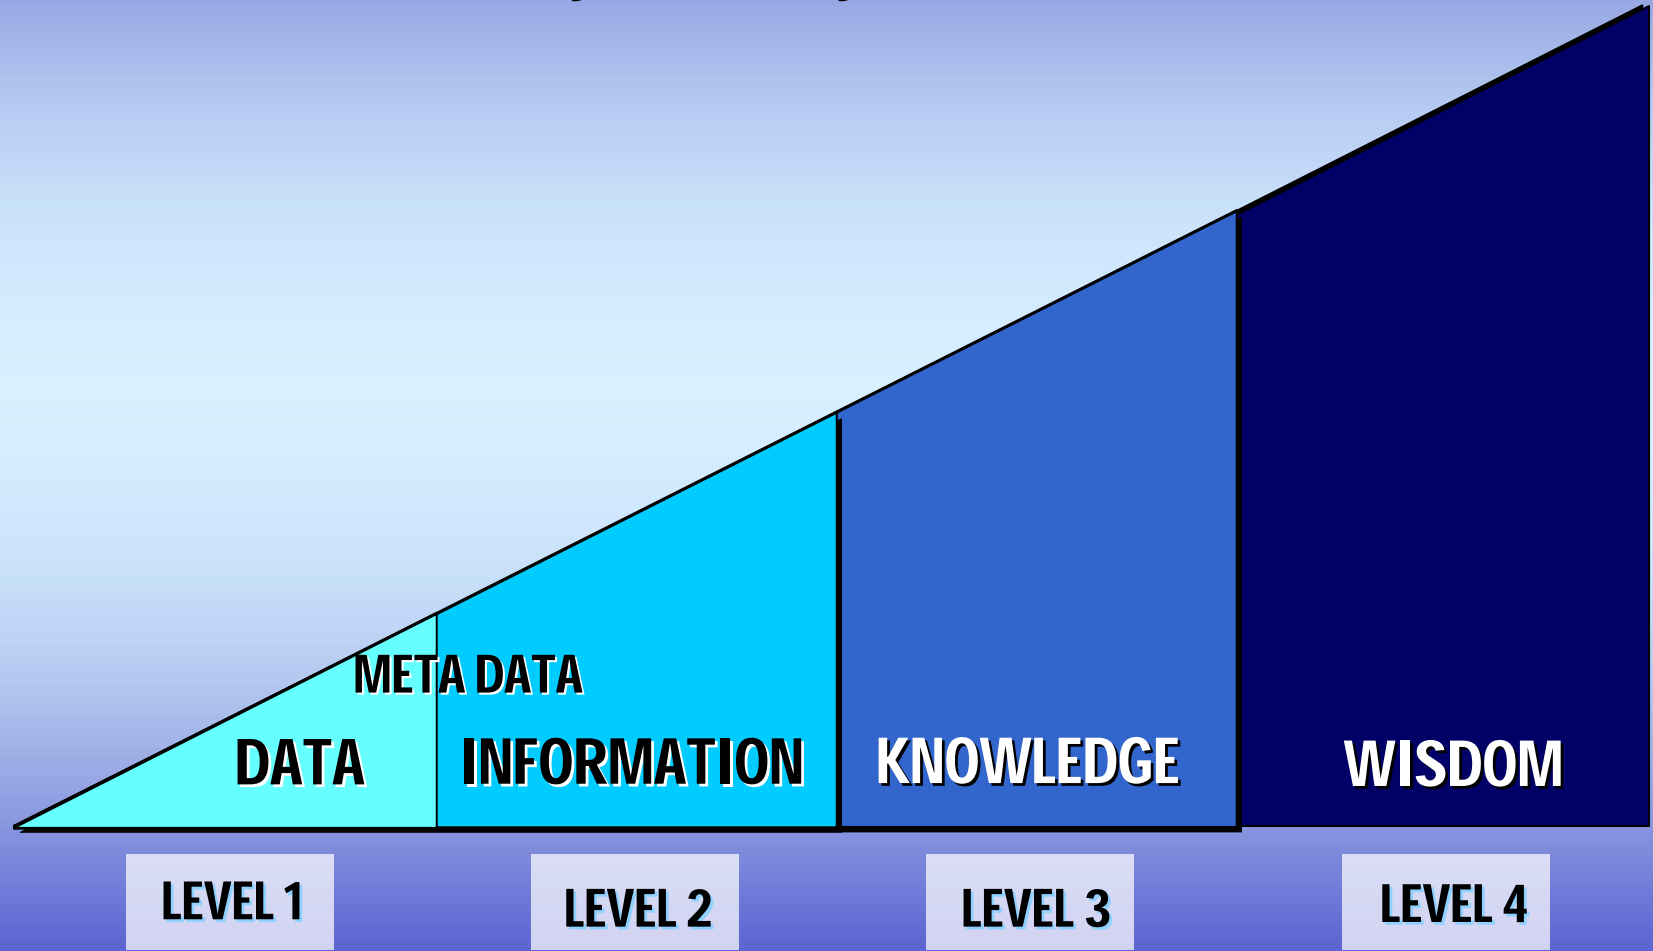 META DATA
DATA
INFORMATION
KNOWLEDGE
WISDOM
LEVEL 1
LEVEL 2
LEVEL 3
LEVEL 4